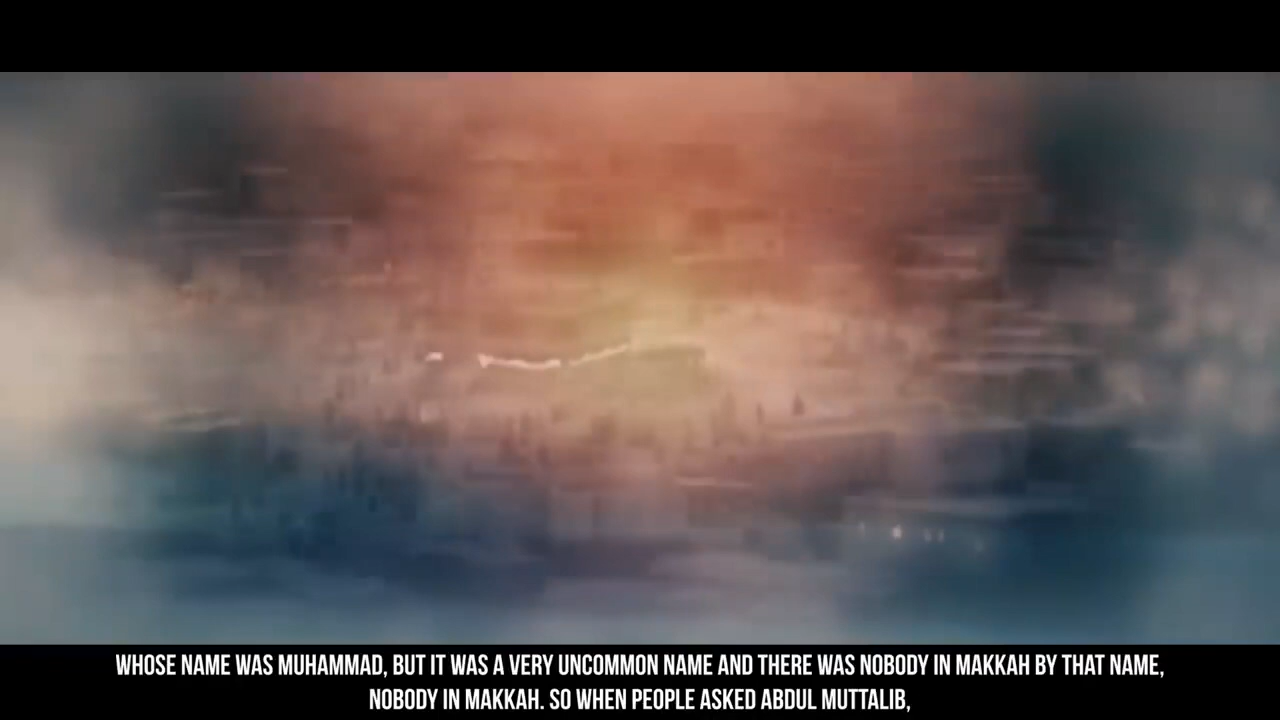 WHOSE NAME WAS MUHAMMAD, BUT IT WAS A VERY UNCOMMON NAME AND THERE WAS NOBODY IN MAKKAH BY THAT NAME,
NOBODY IN MAKKAH. SO WHEN PEOPLE ASKED ABDUL MUTTALIB,